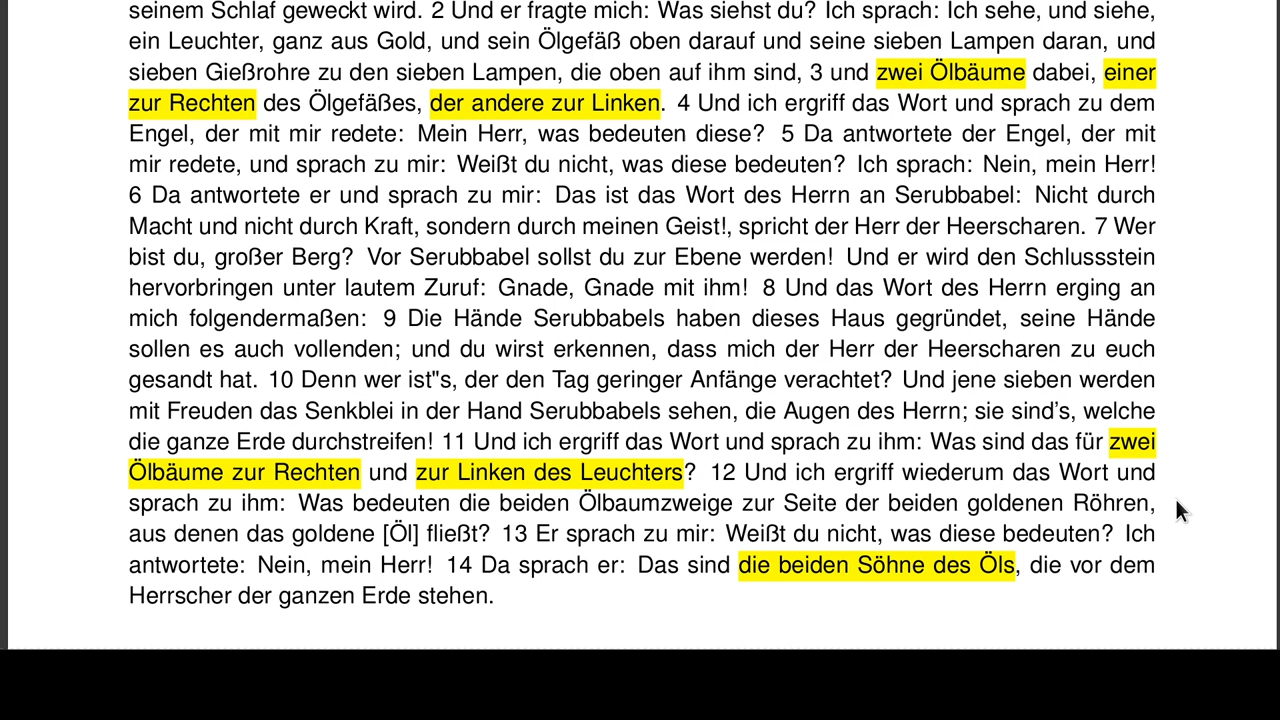 seinem Schlaf geweckt wird. 2 Und er fragte mich: Was siehst du? Ich sprach: Ich sehe, und siehe,
ein Leuchter, ganz aus Gold, und sein Ölgefäß oben darauf und seine sieben Lampen daran, und
sieben Gießrohre zu den sieben Lampen, die oben auf ihm sind, 3 und zwei Ölbäume dabei, einer
zur Rechten des Ölgefäßes, der andere zur Linken. 4 Und ich ergriff das Wort und sprach zu dem
Engel, der mit mir redete: Mein Herr, was bedeuten diese? 5 Da antwortete der Engel, der mit
mir redete, und sprach zu mir: Weißt du nicht, was diese bedeuten? Ich sprach: Nein, mein Herr!
6 Da antwortete er und sprach zu mir: Das ist das Wort des Herrn an Serubbabel: Nicht durch
Macht und nicht durch Kraft, sondern durch meinen Geist!, spricht der Herr der Heerscharen. 7 Wer
bist du, großer Berg? Vor Serubbabel sollst du zur Ebene werden! Und er wird den Schlussstein
hervorbringen unter lautem Zuruf: Gnade, Gnade mit ihm! 8 Und das Wort des Herrn erging an
mich folgendermaßen: 9 Die Hände Serubbabels haben dieses Haus gegründet, seine Hände
sollen es auch vollenden; und du wirst erkennen, dass mich der Herr der Heerscharen zu euch
gesandt hat. 10 Denn wer ist"s, der den Tag geringer Anfänge verachtet? Und jene sieben werden
mit Freuden das Senkblei in der Hand Serubbabels sehen, die Augen des Herrn; sie sind’s, welche
die ganze Erde durchstreifen! 11 Und ich ergriff das Wort und sprach zu ihm: Was sind das für zwei
Ölbäume zur Rechten und zur Linken des Leuchters? 12 Und ich ergriff wiederum das Wort und
sprach zu ihm: Was bedeuten die beiden Ölbaumzweige zur Seite der beiden goldenen Röhren,
aus denen das goldene [Öl] fließt? 13 Er sprach zu mir: Weißt du nicht, was diese bedeuten? Ich
antwortete: Nein, mein Herr! 14 Da sprach er: Das sind die beiden Söhne des Öls, die vor dem
Herrscher der ganzen Erde stehen.